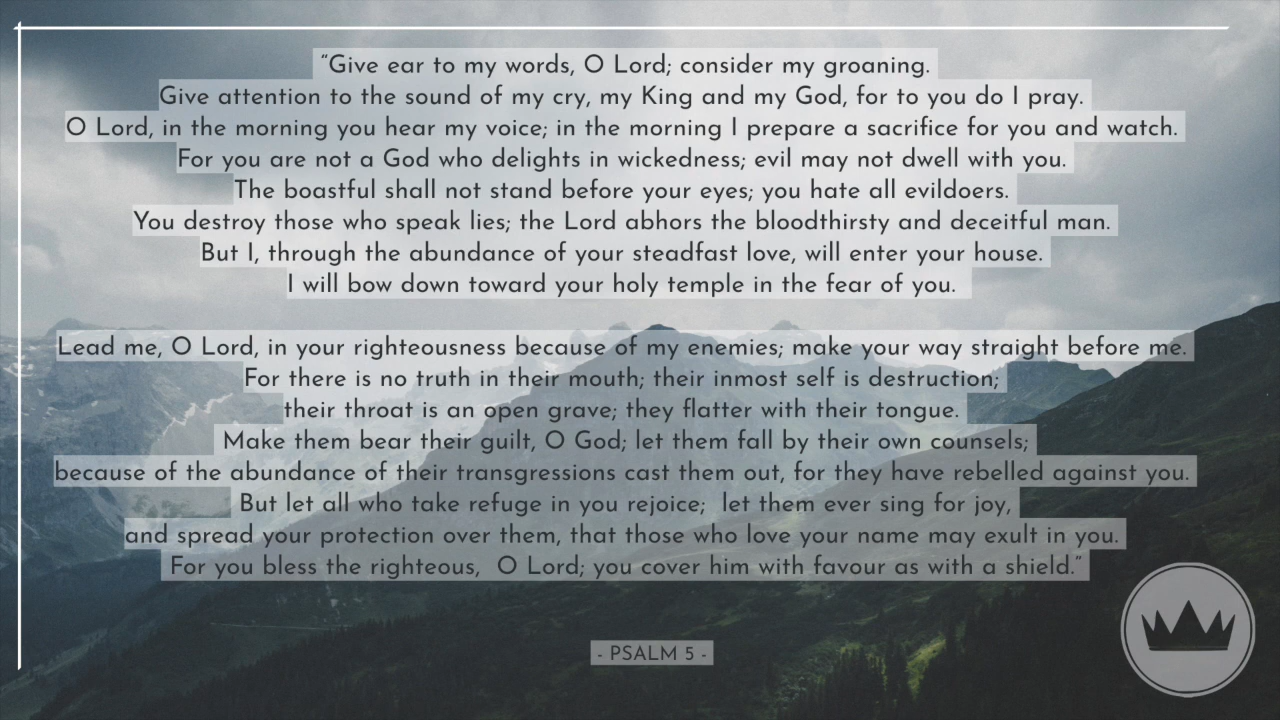 “Give ear to my words, O Lord; consider my groaning.
Give attention to the sound of my cry, my King and my God, for to you do I pray.
O Lord, in the morning you hear my voice; in the morning I prepare a sacrifice for you and watch.
For you are not a God who delights in wickedness; evil may not dwell with you.
The boastful shall not stand before your eyes; you hate all evildoers.
You destroy those who speak lies; the Lord abhors the bloodthirsty and deceitful man.
But I, through the abundance of your steadfast love, will enter your house.
I will bow down toward your holy temple in the fear of you.
Lead me, O Lord, in your righteousness because of my enemies; make your way straight before me.
For there is no truth in their mouth; their inmost self is destruction;
their throat is an open grave; they flatter with their tongue.
Make them bear their guilt, O God; let them fall by their own counsels;
because of the abundance of their transgressions cast them out, for they have rebelled against you.
But let all who take refuge in you rejoice;  let them ever sing for joy,
and spread your protection over them, that those who love your name may exult in you.
For you bless the righteous,  O Lord; you cover him with favour as with a shield.”
- PSALM 5 -